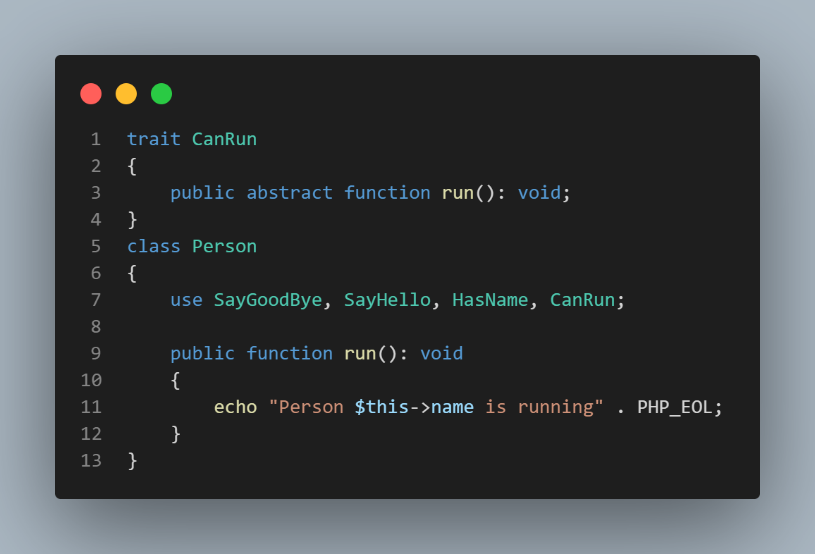 1 trait CanRun
2 {
3     public abstract function run(): void;
4 }
5 class Person
6 {
7     use SayGoodBye, SayHello, HasName, CanRun;
8
9     public function run(): void
10     {
11         echo "Person $this->name is running" . PHP_EOL;
12     }
13 }